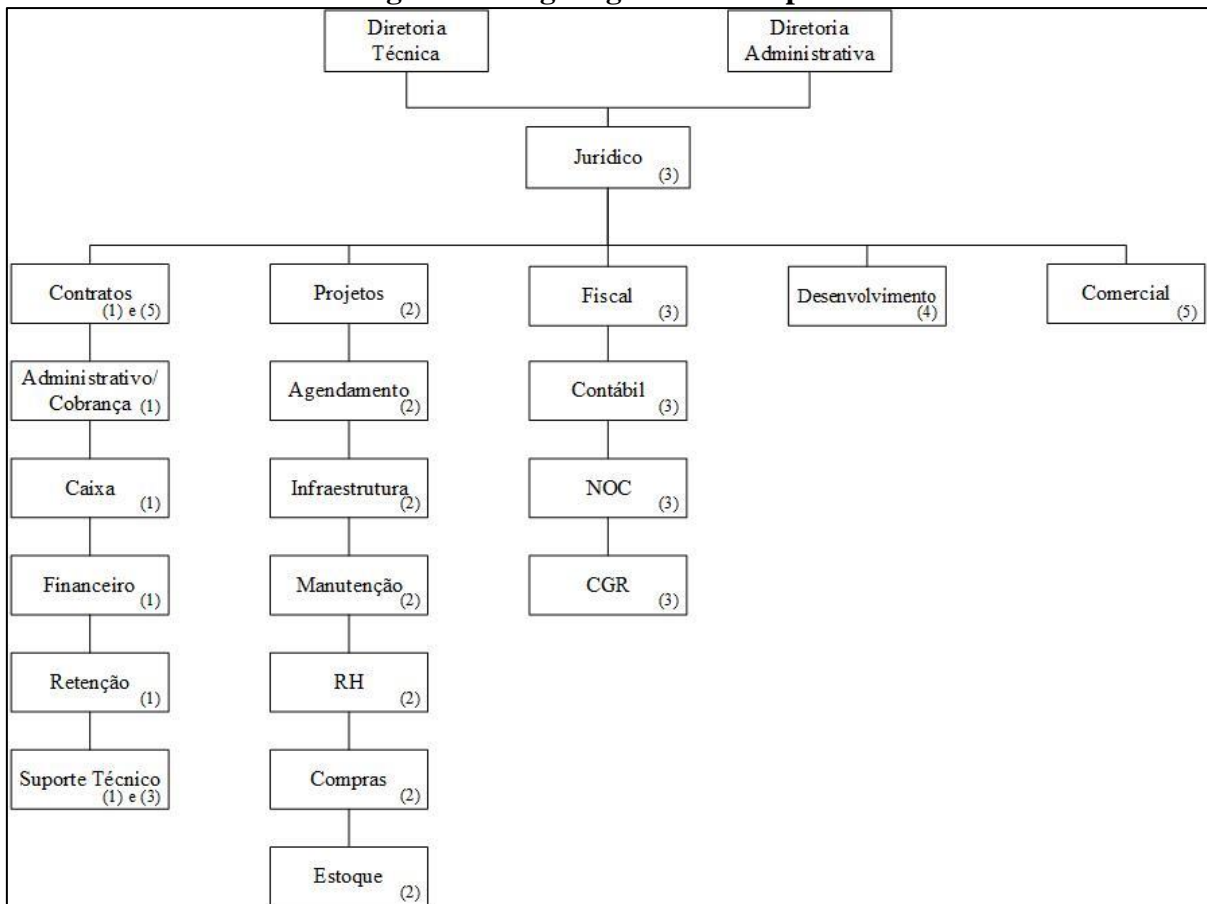 Diretoria
Técnica
Diretoria
Administrativa
Jurídico
(3)
Contratos
(1) e (5)
Projetos
(2)
Fiscal
(3)
Desenvolvimento
(4)
Comercial
(5)
Administrativo/
Cobrança (1)
Agendamento
(2)
Contábil
(3)
Caixa
(1)
Infraestrutura
(2)
NOC
(3)
Financeiro
(1)
Manutenção
(2)
CGR
(3)
Retenção
(1)
RH
(2)
Suporte Técnico
(1) e (3)
Compras
(2)
Estoque
(2)